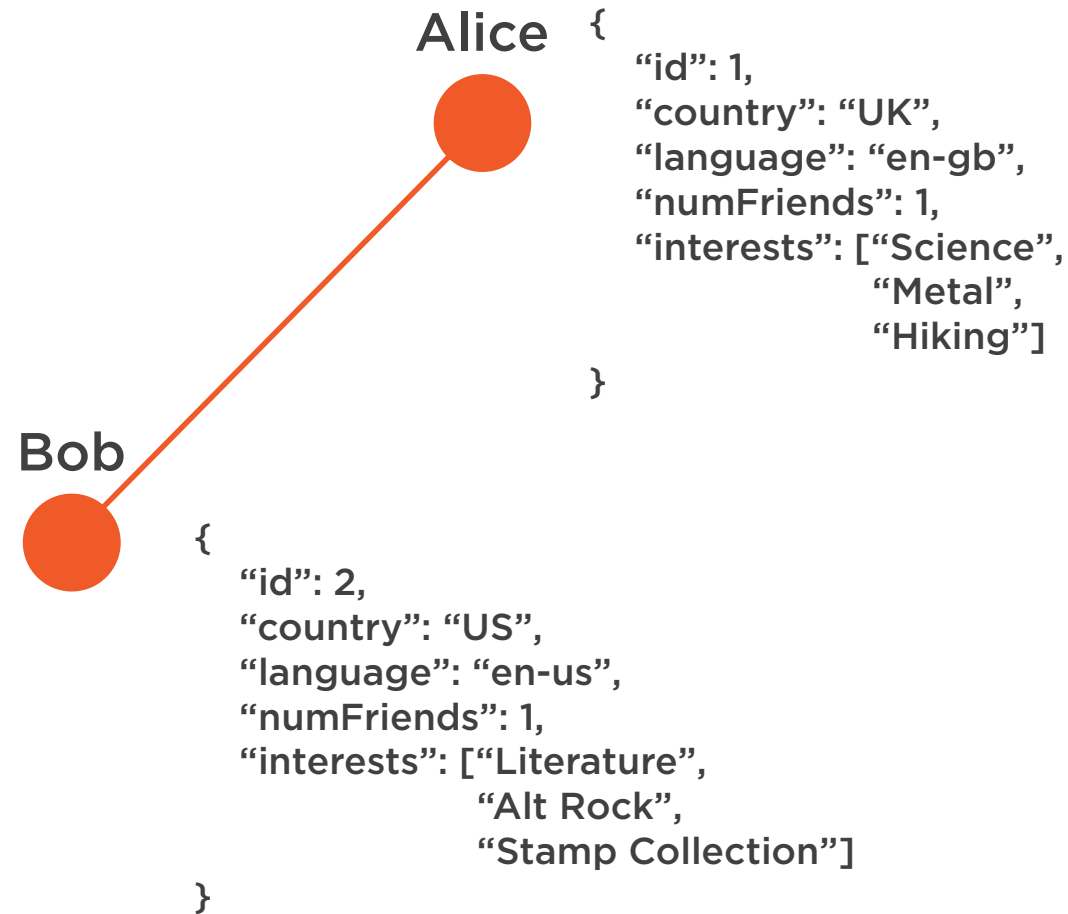 Alice
{
“id”: 1,
“country”: “UK”,
“language”: “en-gb”,
“numFriends”: 1,
“interests”: [“Science”,
“Metal”,
“Hiking”]
}
Bob
{
“id”: 2,
“country”: “US”,
“language”: “en-us”,
“numFriends”: 1,
“interests”: [“Literature”,
“Alt Rock”,
“Stamp Collection”]
}